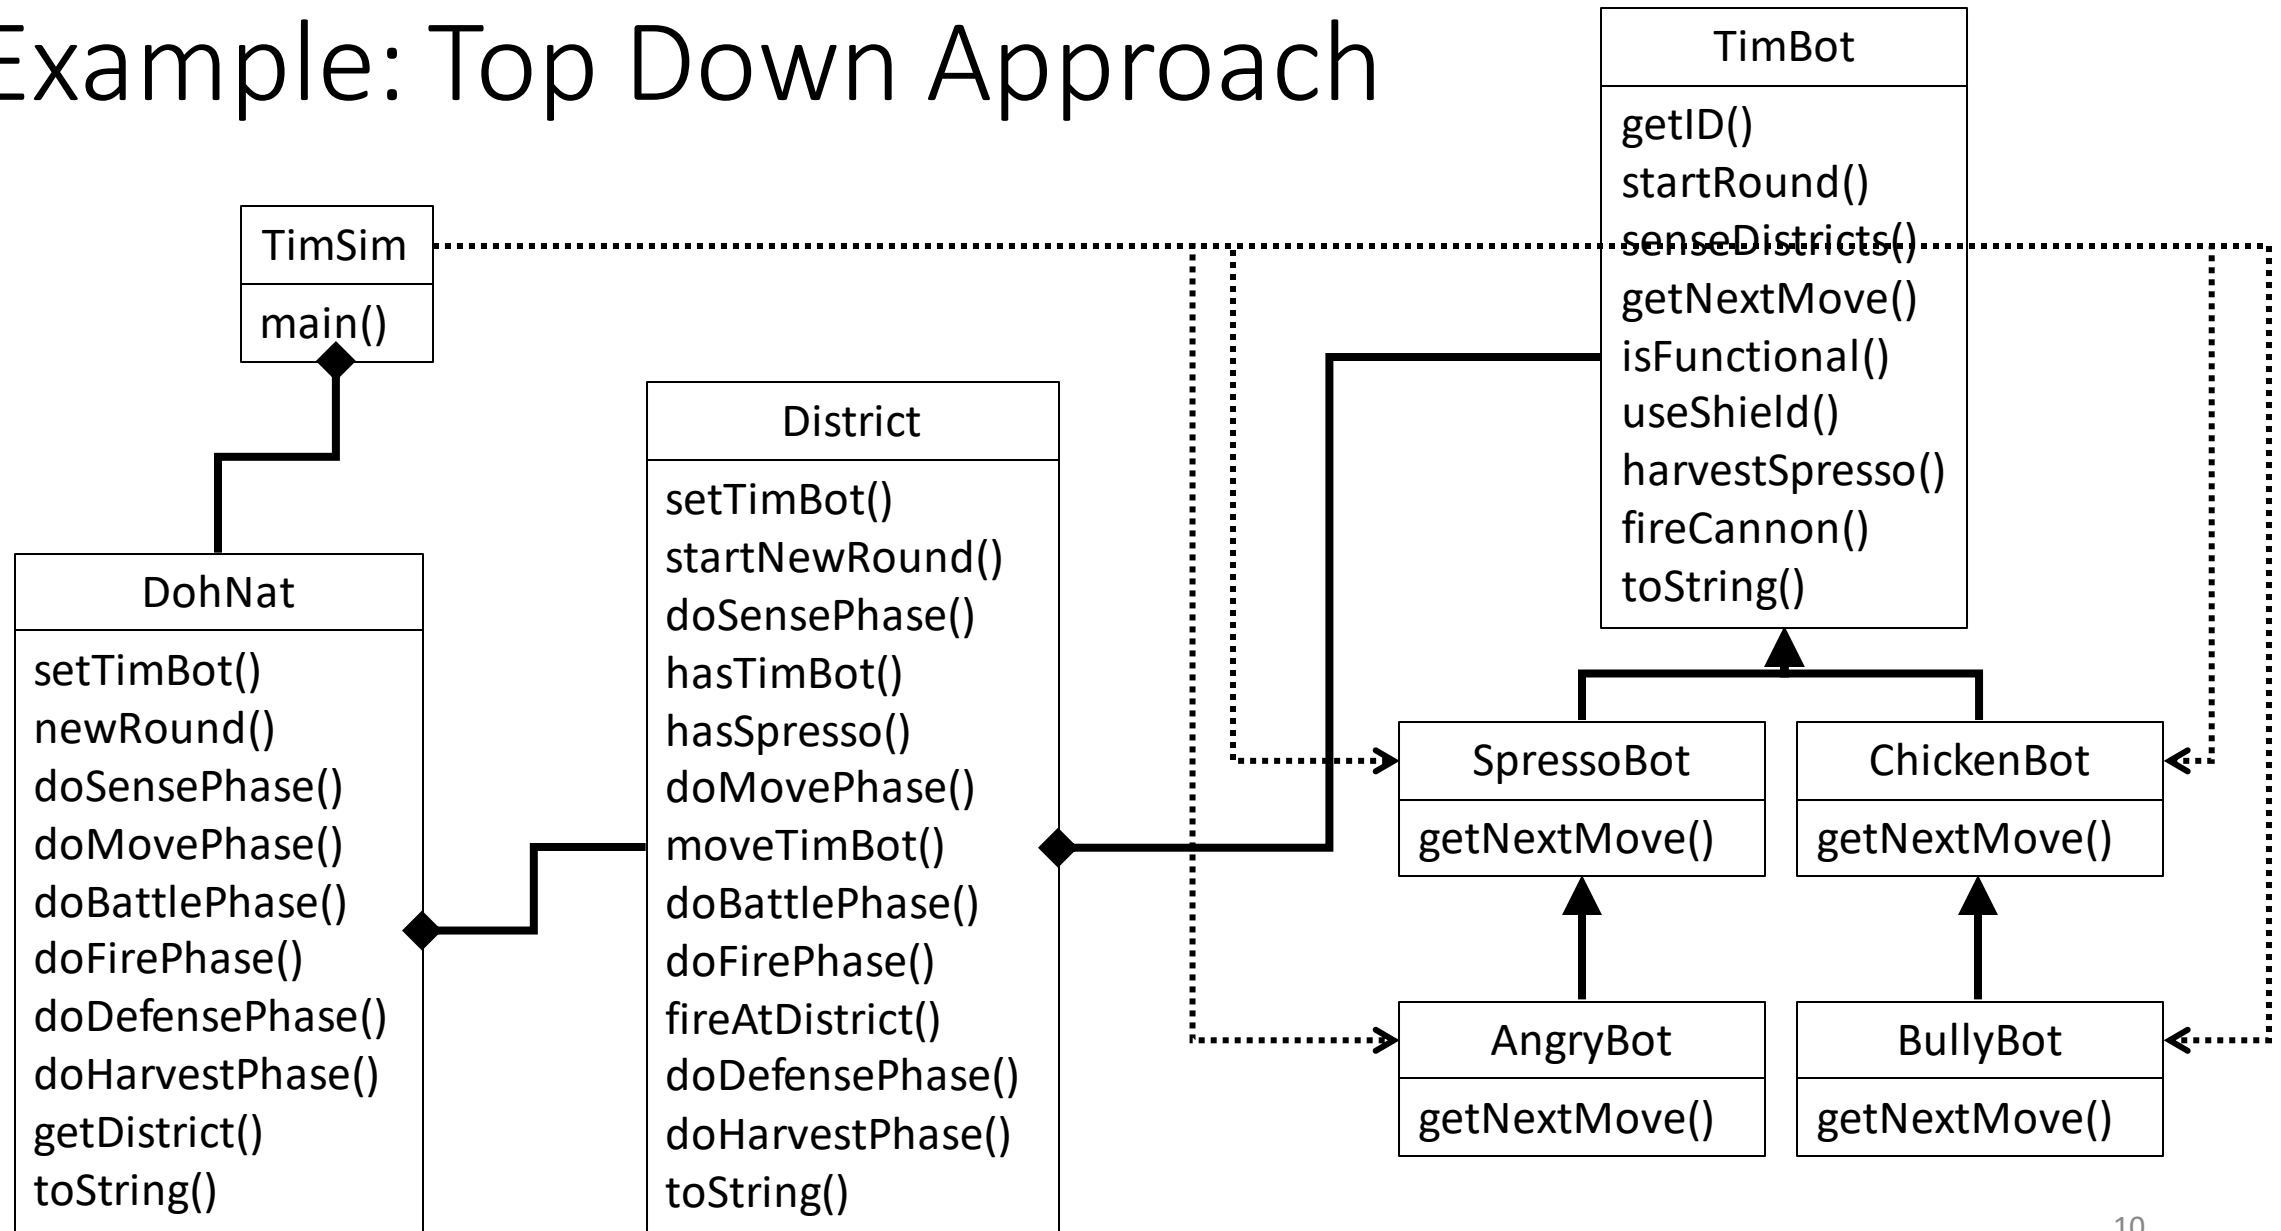 Example: Top Down Approach
TimSim
main()
DohNat
setTimBot()
newRound()
doSensePhase()
doMovePhase()
doBattlePhase()
doFirePhase()
doDefensePhase()
doHarvestPhase()
getDistrict()
toString()
District
setTimBot()
startNewRound()
doSensePhase()
hasTimBot()
hasSpresso()
doMovePhase()
moveTimBot()
doBattlePhase()
doFirePhase()
fireAtDistrict()
doDefensePhase()
doHarvestPhase()
toString()
TimBot
getID()
startRound()
senseDistricts()
getNextMove()
isFunctional()
useShield()
harvestSpresso()
fireCannon()
toString()
SpressoBot
getNextMove()
ChickenBot
getNextMove()
AngryBot
getNextMove()
BullyBot
getNextMove()
10